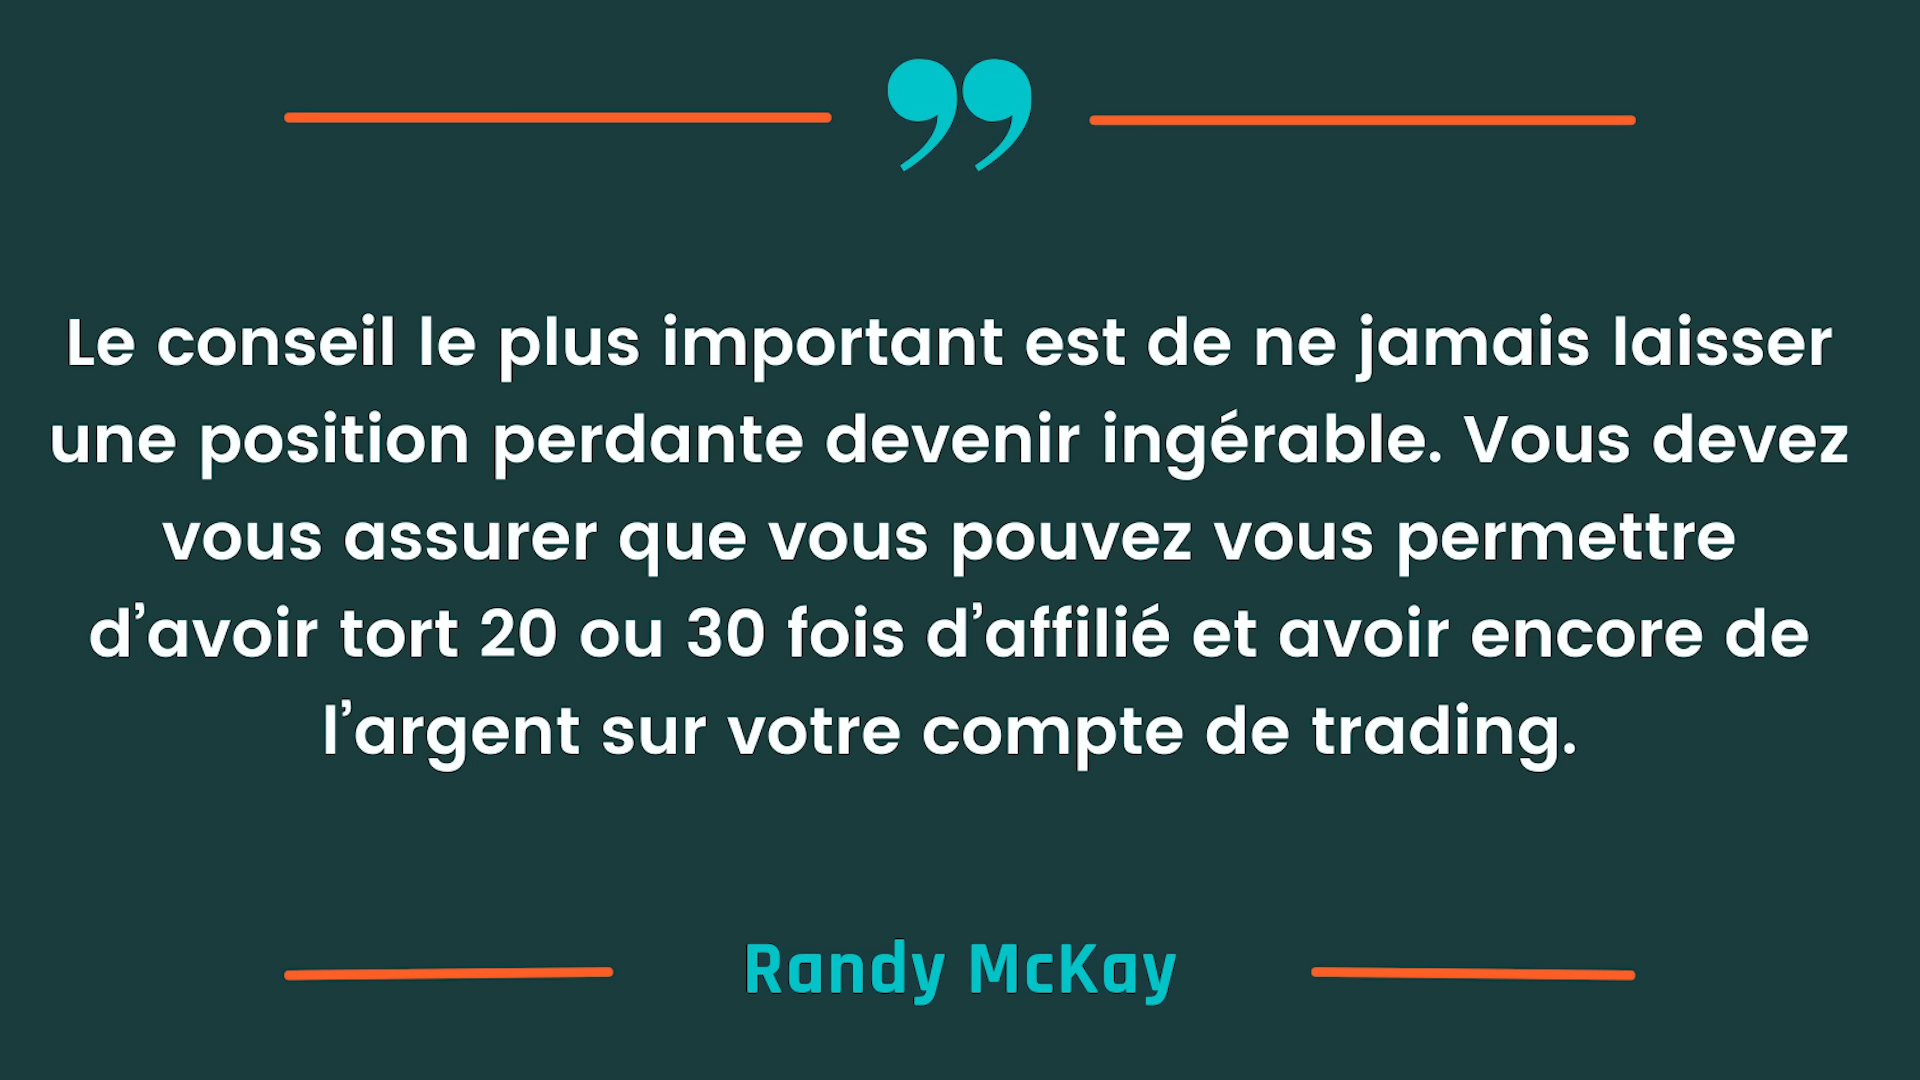 ”
Le conseil le plus important est de ne jamais laisser
une position perdante devenir ingérable. Vous devez
vous assurer que vous pouvez vous permettre
d’avoir tort 20 ou 30 fois d’affilié et avoir encore de
l’argent sur votre compte de trading.
Randy McKay